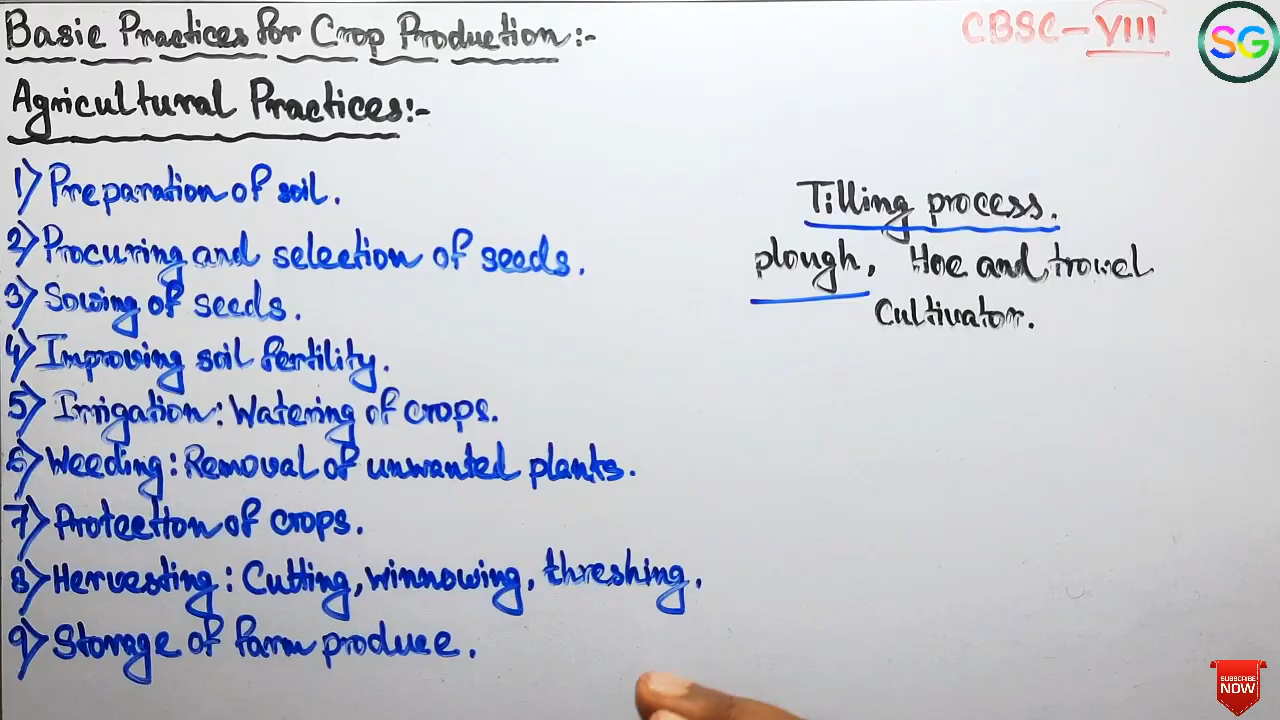 Basic Practices for Crop Production:-
CBSC-VIII
SG
Agricultural Practices:-
1) Preparation of soil.
2) Procuring and selection of seeds.
3) Sowing of seeds.
4) Improving soil fertility.
5) Irrigation: Watering of crops.
6) Weeding: Removal of unwanted plants.
7) Protection of crops.
8) Hervesting: Cutting, winnowing, threshing.
9) Storage of farm produce.
Tilling process.
plough, Hoe and trowel
Cultivator.
SUBSCRIBE
NOW